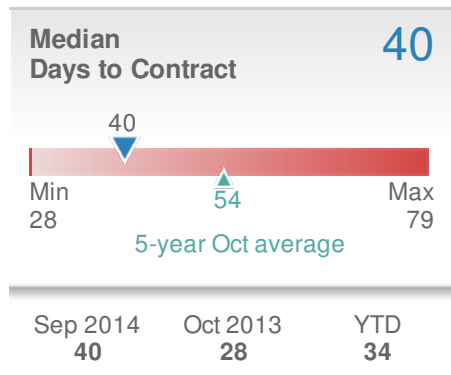 Median
Days to Contract
40
40
Min
28
54
Max
79
5-year Oct average
Sep 2014
40
Oct 2013
28
YTD
34